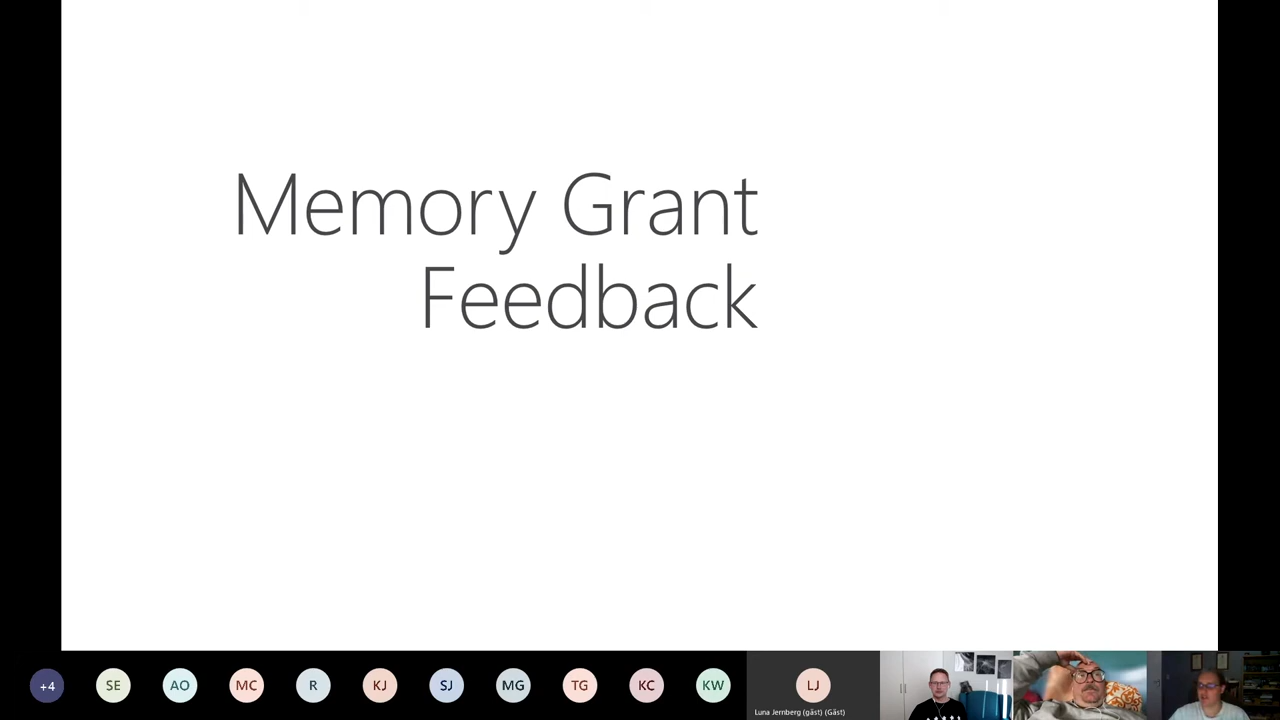 Memory Grant
Feedback
+4
SE
AO
MC
R
KJ
SJ
MG
TG
KC
KW
LJ
Luna Jernberg (gäst) (Gäst)